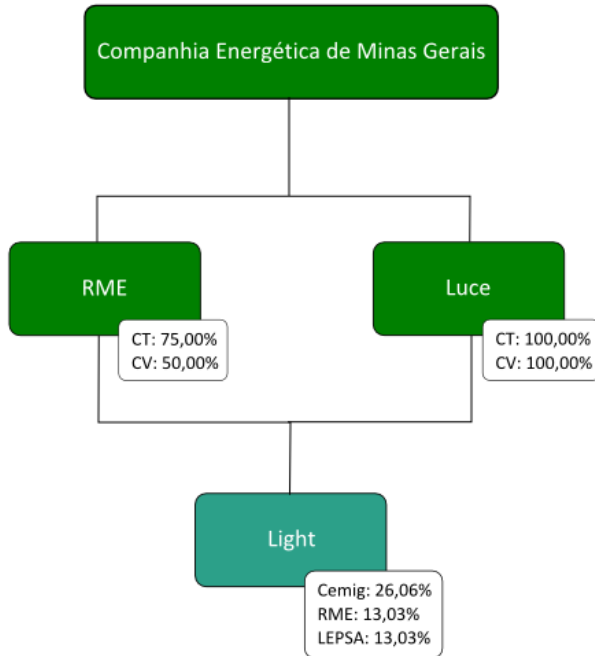 Companhia Energética de Minas Gerais
RME
Luce
CT: 75,00%
CV: 50,00%
CT: 100,00%
CV: 100,00%
Light
Cemig: 26,06%
RME: 13,03%
LEPSA: 13,03%